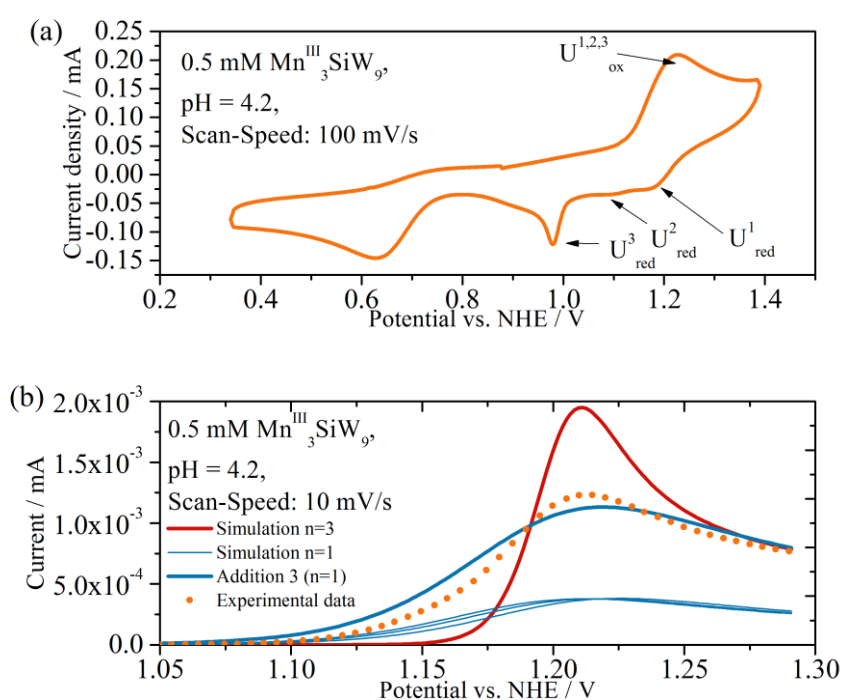 (a)
0.5 mM Mn^III_3SiW_9,
pH = 4.2,
Scan-Speed: 100 mV/s
U^1,2,3_ox
U^3_red
U^2_red
U^1_red
Current density / mA
0.25
0.20
0.15
0.10
0.05
0.00
-0.05
-0.10
-0.15
0.2 0.4 0.6 0.8 1.0 1.2 1.4
Potential vs. NHE / V
(b)
0.5 mM Mn^III_3SiW_9,
pH = 4.2,
Scan-Speed: 10 mV/s
Simulation n=3
Simulation n=1
Addition 3 (n=1)
Experimental data
Current / mA
2.0x10^-3
1.5x10^-3
1.0x10^-3
5.0x10^-4
0.0
1.05 1.10 1.15 1.20 1.25 1.30
Potential vs. NHE / V